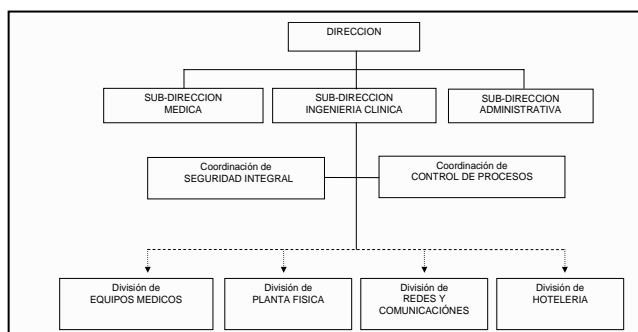 DIRECCION
SUB-DIRECCION
MEDICA
SUB-DIRECCION
INGENIERIA CLINICA
SUB-DIRECCION
ADMINISTRATIVA
Coordinación de
SEGURIDAD INTEGRAL
Coordinación de
CONTROL DE PROCESOS
División de
EQUIPOS MEDICOS
División de
PLANTA FISICA
División de
REDES Y
COMUNICACIÓNES
División de
HOTELERIA